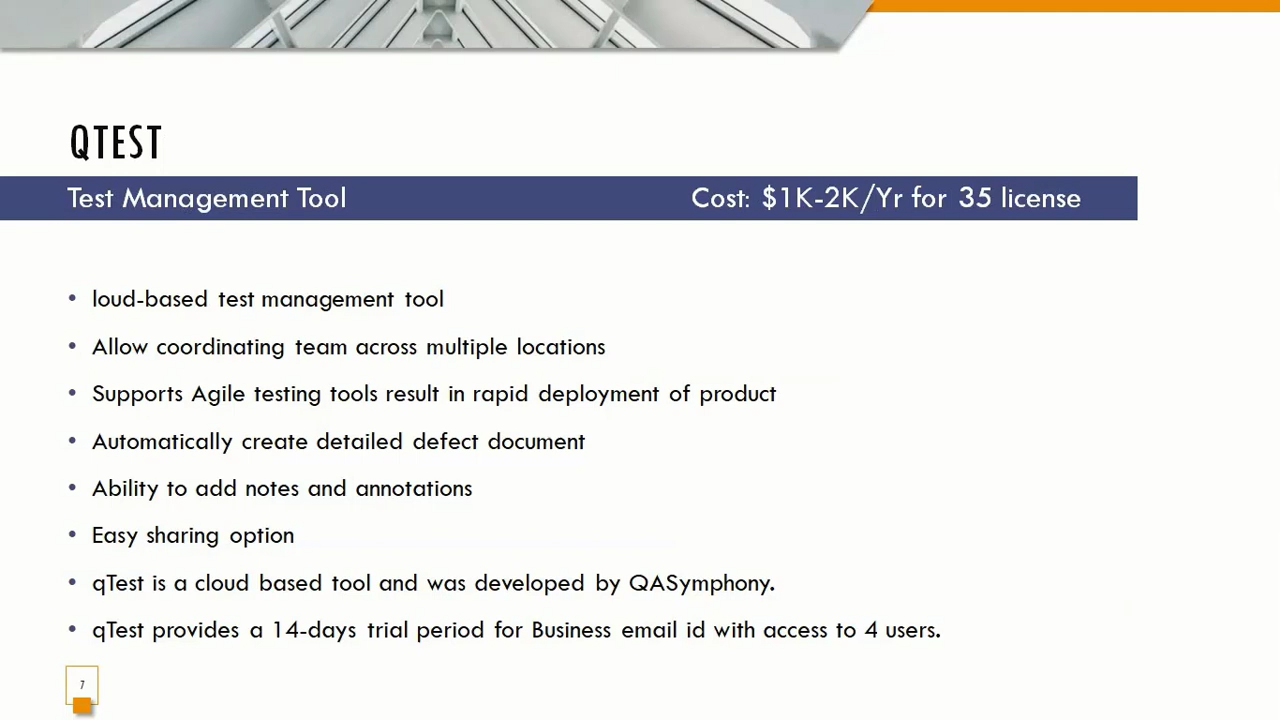 QTEST
Test Management Tool Cost: $1K-2K/Yr for 35 license
• loud-based test management tool
• Allow coordinating team across multiple locations
• Supports Agile testing tools result in rapid deployment of product
• Automatically create detailed defect document
• Ability to add notes and annotations
• Easy sharing option
• qTest is a cloud based tool and was developed by QASymphony.
• qTest provides a 14-days trial period for Business email id with access to 4 users.
7